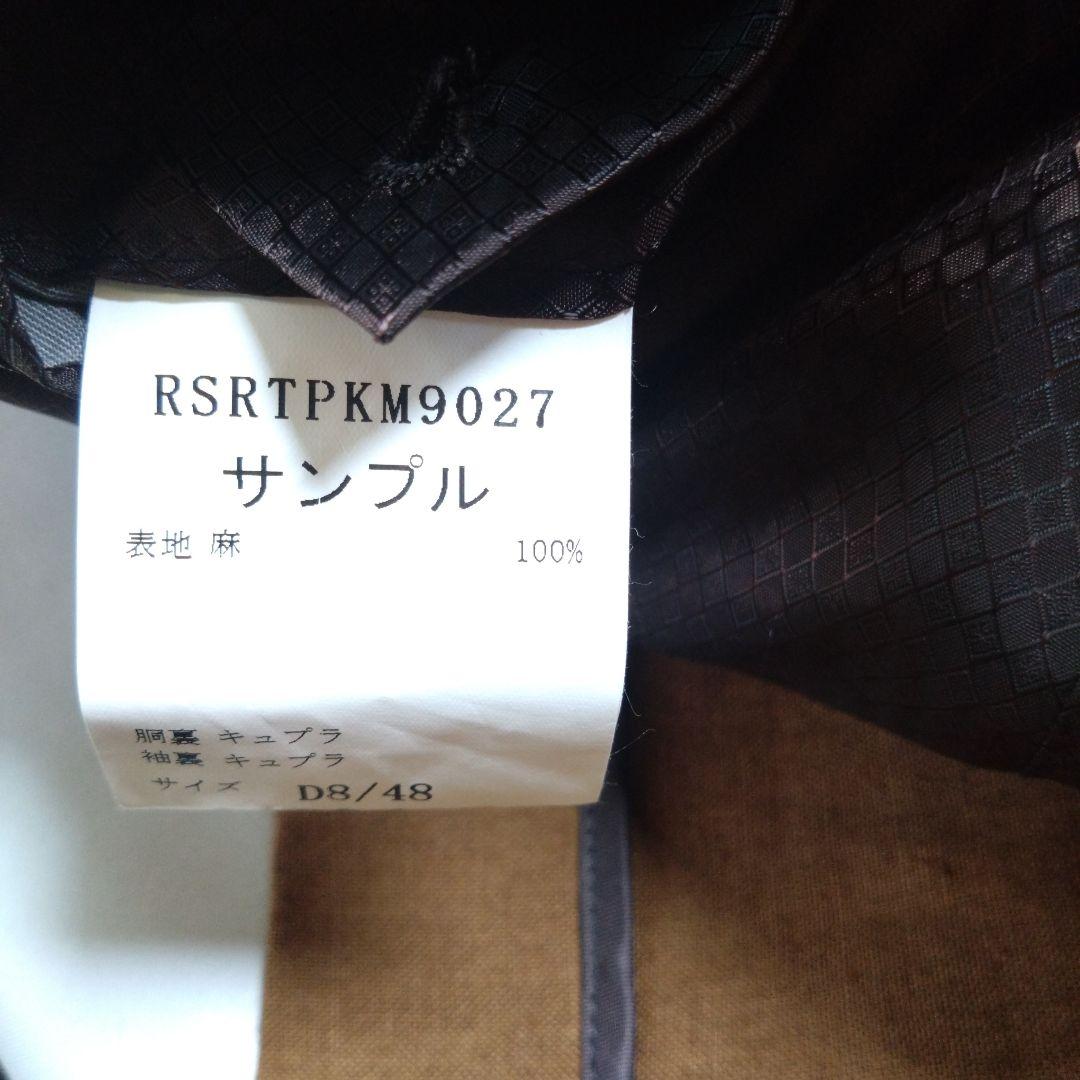 RSRTPKM9027
サンプル
表地 麻 100%
胴裏 キュプラ
袖裏 キュプラ
サイズ D8/48